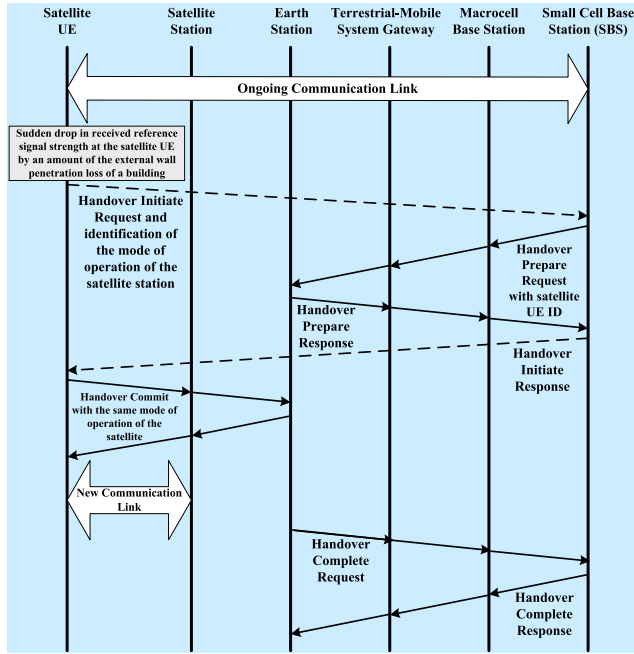 Satellite
UE
Satellite
Station
Earth
Station
Terrestrial-Mobile
System Gateway
Macrocell
Base Station
Small Cell Base
Station (SBS)
Ongoing Communication Link
Sudden drop in received reference
signal strength at the satellite UE
by an amount of the external wall
penetration loss of a building
Handover Initiate
Request and
identification of
the mode of
operation of the
satellite station
Handover
Prepare
Request
with satellite
UE ID
Handover
Prepare
Response
Handover
Initiate
Response
Handover Commit
with the same mode of
operation of the
satellite
New Communication
Link
Handover
Complete
Request
Handover
Complete
Response